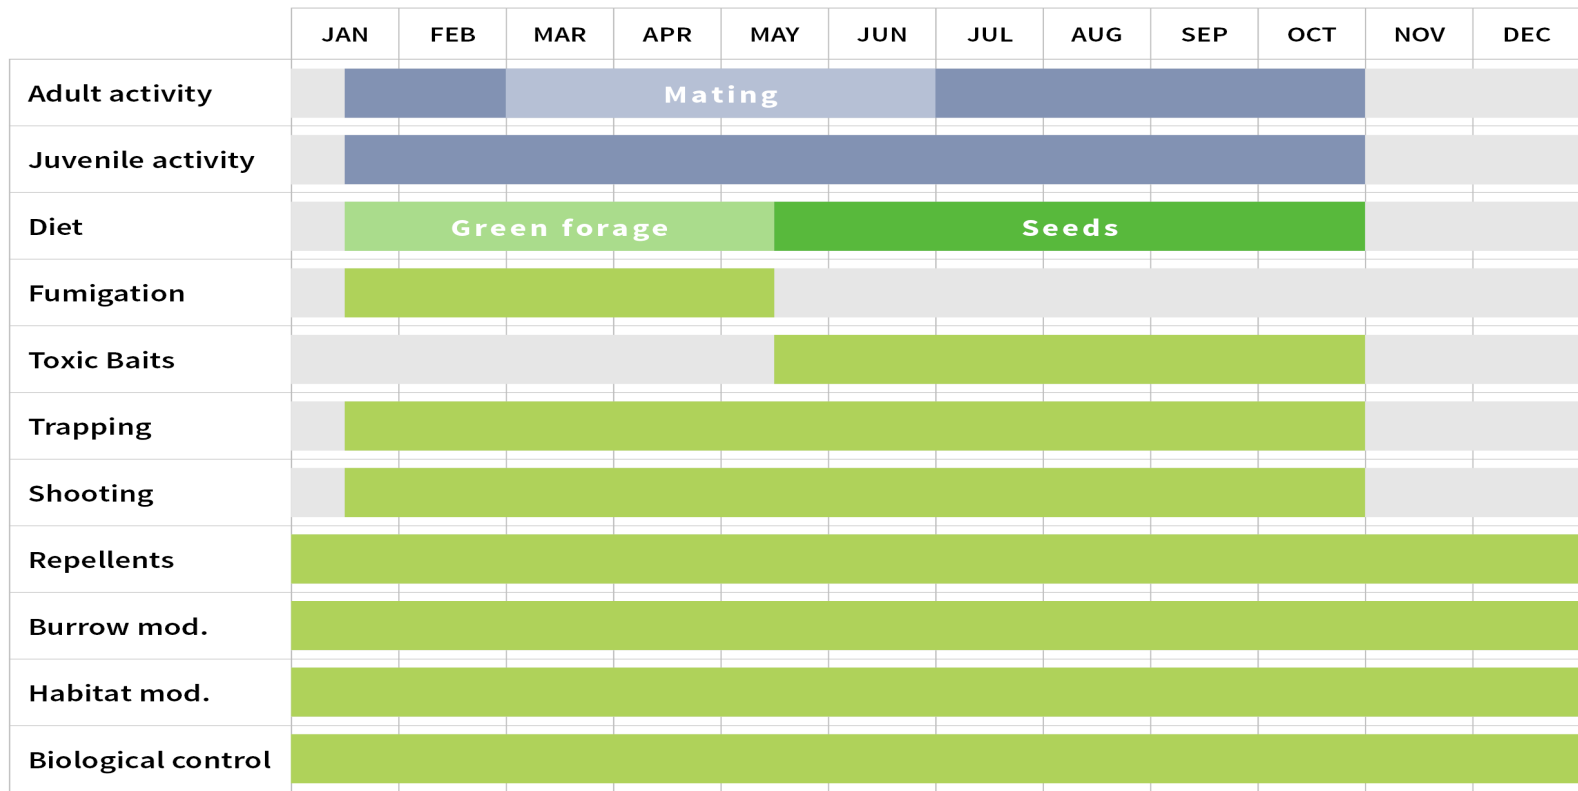 JAN FEB MAR APR MAY JUN JUL AUG SEP OCT NOV DEC
Adult activity Mating
Juvenile activity
Diet Green forage Seeds
Fumigation
Toxic Baits
Trapping
Shooting
Repellents
Burrow mod.
Habitat mod.
Biological control